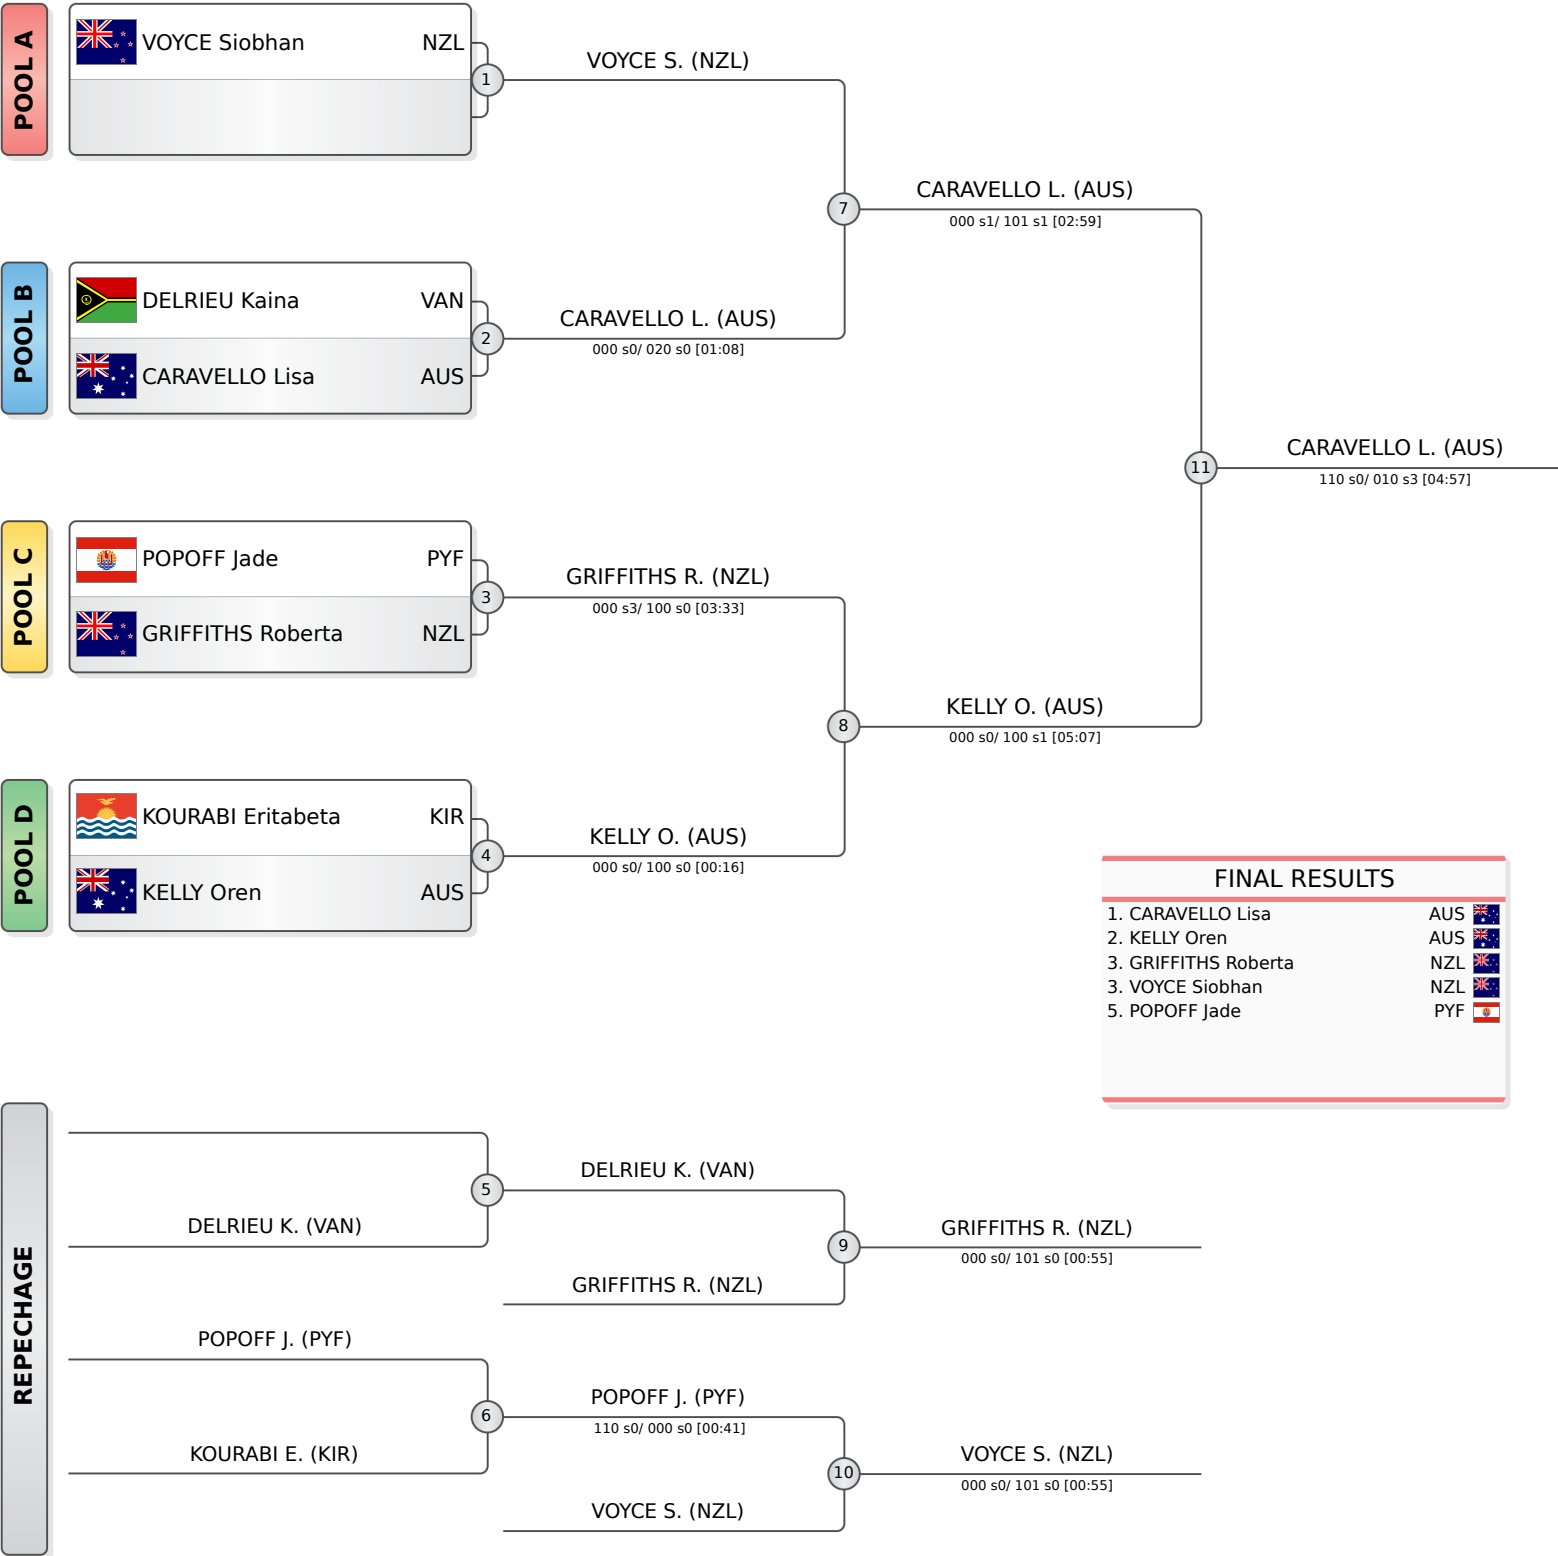 POOL A
VOYCE Siobhan NZL
1
VOYCE S. (NZL)
POOL B
DELRIEU Kaina VAN
CARAVELLO Lisa AUS
2
CARAVELLO L. (AUS)
000 s0/ 020 s0 [01:08]
7
CARAVELLO L. (AUS)
000 s1/ 101 s1 [02:59]
POOL C
POPOFF Jade PYF
GRIFFITHS Roberta NZL
3
GRIFFITHS R. (NZL)
000 s3/ 100 s0 [03:33]
POOL D
KOURABI Eritabeta KIR
KELLY Oren AUS
4
KELLY O. (AUS)
000 s0/ 100 s0 [00:16]
8
KELLY O. (AUS)
000 s0/ 100 s1 [05:07]
11
CARAVELLO L. (AUS)
110 s0/ 010 s3 [04:57]
FINAL RESULTS
1. CARAVELLO Lisa AUS
2. KELLY Oren AUS
3. GRIFFITHS Roberta NZL
3. VOYCE Siobhan NZL
5. POPOFF Jade PYF
REPECHAGE
DELRIEU K. (VAN)
5
DELRIEU K. (VAN)
GRIFFITHS R. (NZL)
9
GRIFFITHS R. (NZL)
000 s0/ 101 s0 [00:55]
POPOFF J. (PYF)
KOURABI E. (KIR)
6
POPOFF J. (PYF)
110 s0/ 000 s0 [00:41]
VOYCE S. (NZL)
10
VOYCE S. (NZL)
000 s0/ 101 s0 [00:55]